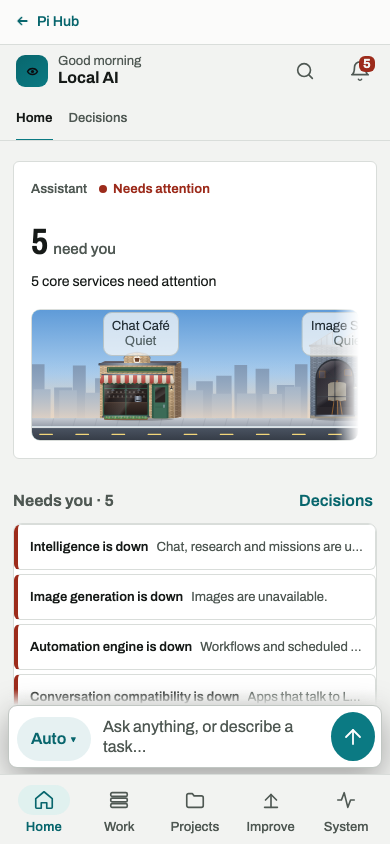 ← Pi Hub
Good morning
Local AI
5
Home
Decisions
Assistant
Needs attention
5 need you
5 core services need attention
Chat Café
Quiet
Image S
Quie
Needs you · 5
Decisions
Intelligence is down Chat, research and missions are u...
Image generation is down Images are unavailable.
Automation engine is down Workflows and scheduled ...
Conversation compatibility is down Apps that talk to L...
Auto ▾
Ask anything, or describe a
task...
Home
Work
Projects
Improve
System